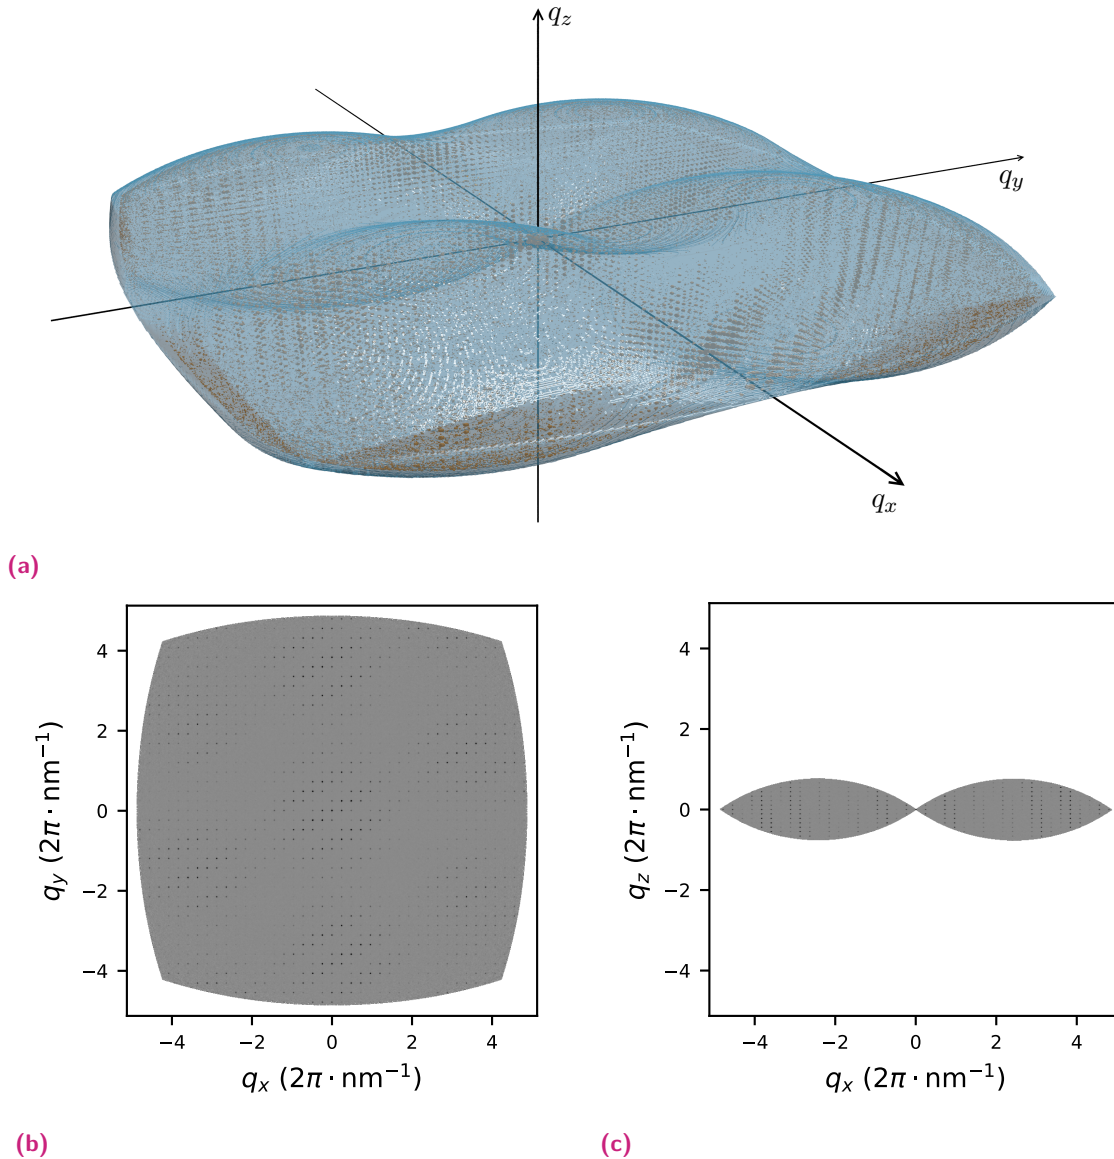 q_z
q_y
q_x
(a)
4
2
0
−2
−4
q_y (2π · nm⁻¹)
−4 −2 0 2 4
q_x (2π · nm⁻¹)
(b)
4
2
0
−2
−4
q_z (2π · nm⁻¹)
−4 −2 0 2 4
q_x (2π · nm⁻¹)
(c)